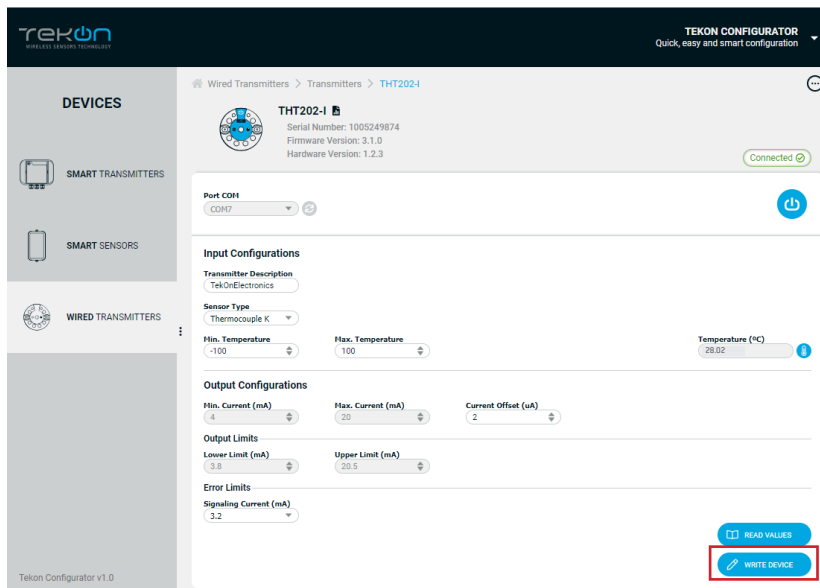 TEKON
WIRELESS SENSORS TECHNOLOGY
TEKON CONFIGURATOR
Quick, easy and smart configuration
DEVICES
SMART TRANSMITTERS
SMART SENSORS
WIRED TRANSMITTERS
Tekon Configurator v1.0
Wired Transmitters > Transmitters > THT202-I
THT202-I
Serial Number: 1005249874
Firmware Version: 3.1.0
Hardware Version: 1.2.3
Connected
Port COM
COM7
Input Configurations
Transmitter Description
TekOnElectronics
Sensor Type
Thermocouple K
Min. Temperature Max. Temperature Temperature (ºC)
-100 100 28.02
Output Configurations
Min. Current (mA) Max. Current (mA) Current Offset (uA)
4 20 2
Output Limits
Lower Limit (mA) Upper Limit (mA)
3.8 20.5
Error Limits
Signaling Current (mA)
3.2
READ VALUES
WRITE DEVICE